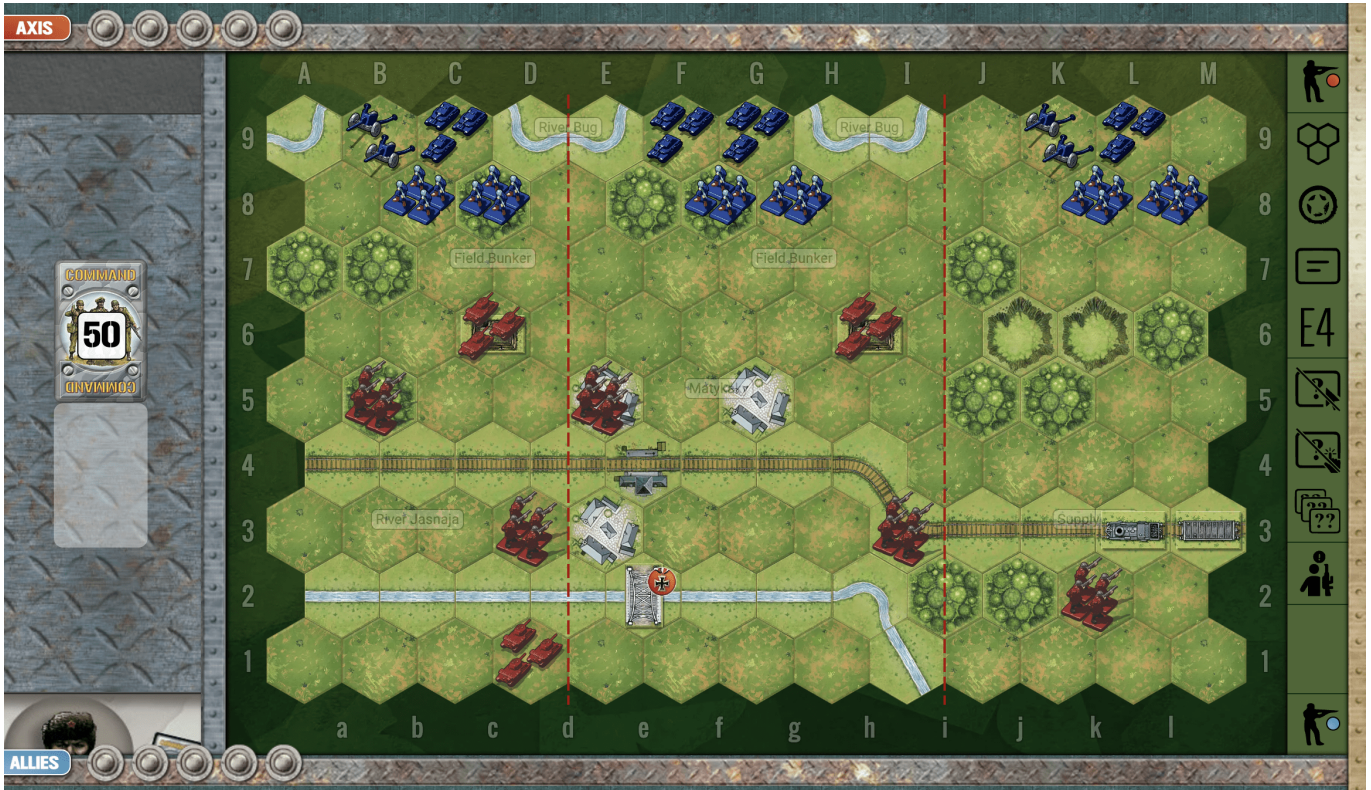 AXIS
A B C D E F G H I J K L M
9 River Bug River Bug 9
8 8
COMMAND
50
COMMAND
7 Field Bunker Field Bunker 7
6 6
E4
5 Matykaly 5
4 4
?? ??
3 River Jasnaja Supply 3
2 2
1 1
a b c d e f g h i j k l
ALLIES